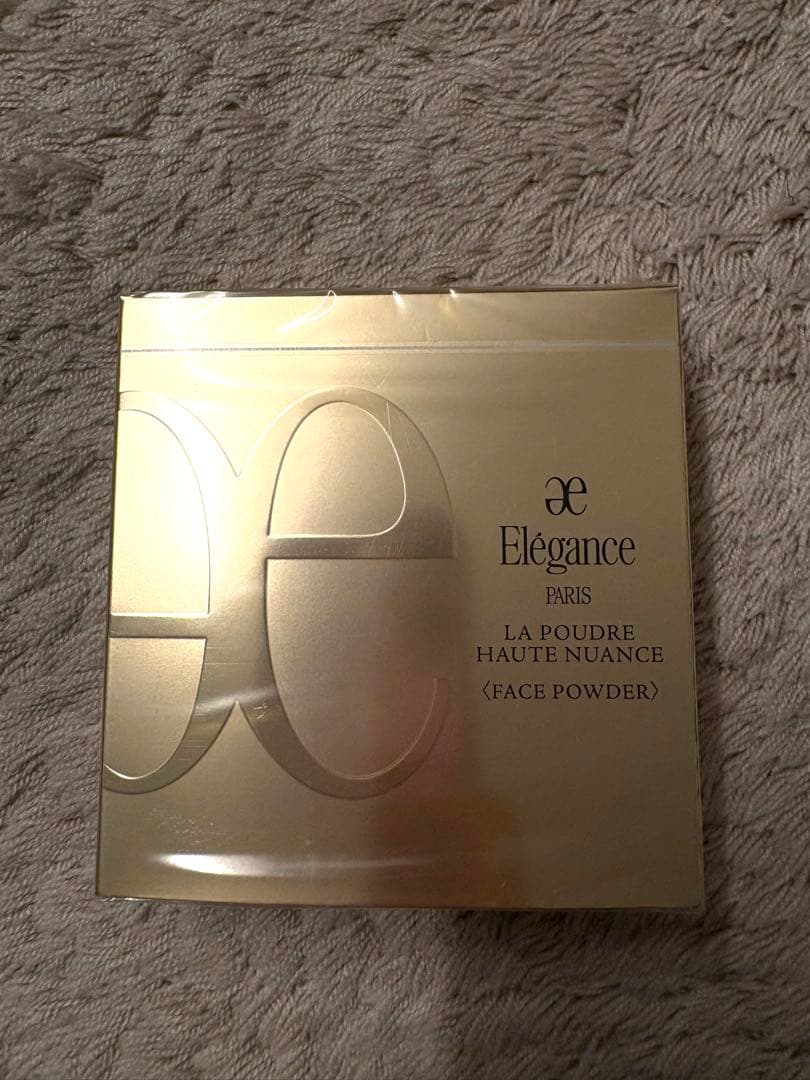 Elégance
PARIS
LA POUDRE
HAUTE NUANCE
〈FACE POWDER〉